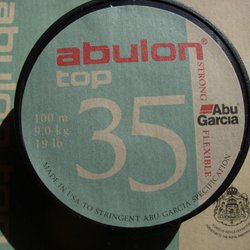 abulon®
top
100 m
9,0 kg
19 lb
35
STRONG
FLEXIBLE
Abu
Garcia
MADE IN USA TO STRINGENT ABU GARCIA SPECIFICATION
abulon